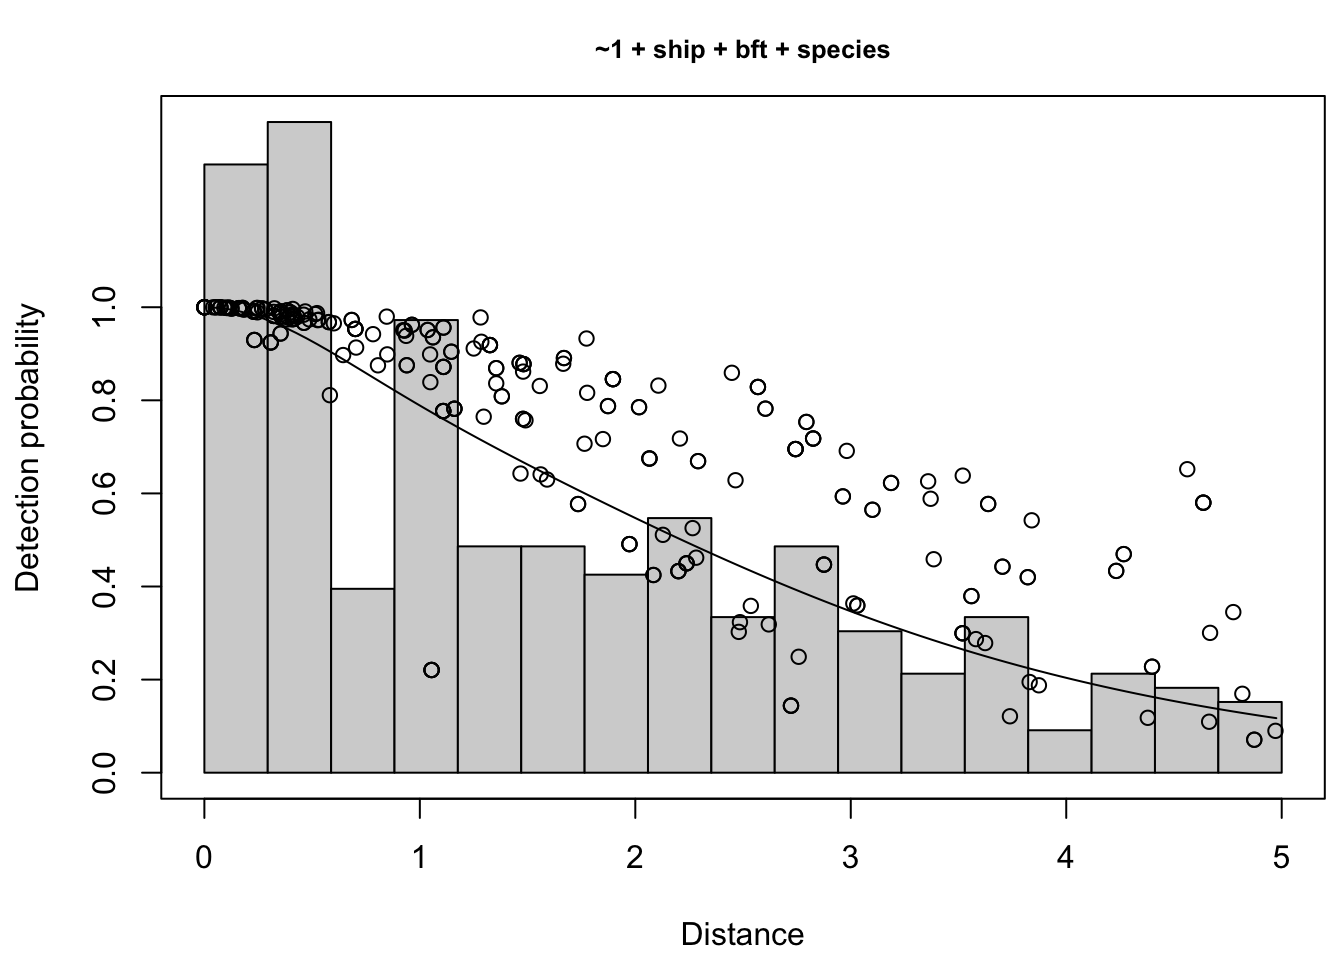 ~1 + ship + bft + species
Detection probability
1.0
0.8
0.6
0.4
0.2
0.0
0 1 2 3 4 5
Distance